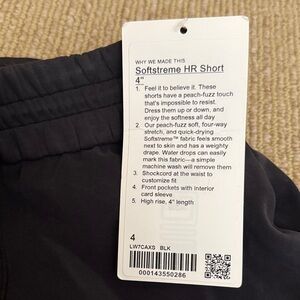 WHY WE MADE THIS
Softstreme HR Short
4"
1. Feel it to believe it. These
shorts have a peach-fuzz touch
that's impossible to resist.
Dress them up or down, and
enjoy the softness all day
2. Our peach-fuzz soft, four-way
stretch, and quick-drying
Softstreme™ fabric feels smooth
next to skin and has a weighty
drape. Water drops can easily
mark this fabric—a simple
machine wash will remove them
3. Shockcord at the waist to
customize fit
4. Front pockets with interior
card sleeve
5. High rise, 4" length
4
LW7CAXS BLK
000143550286